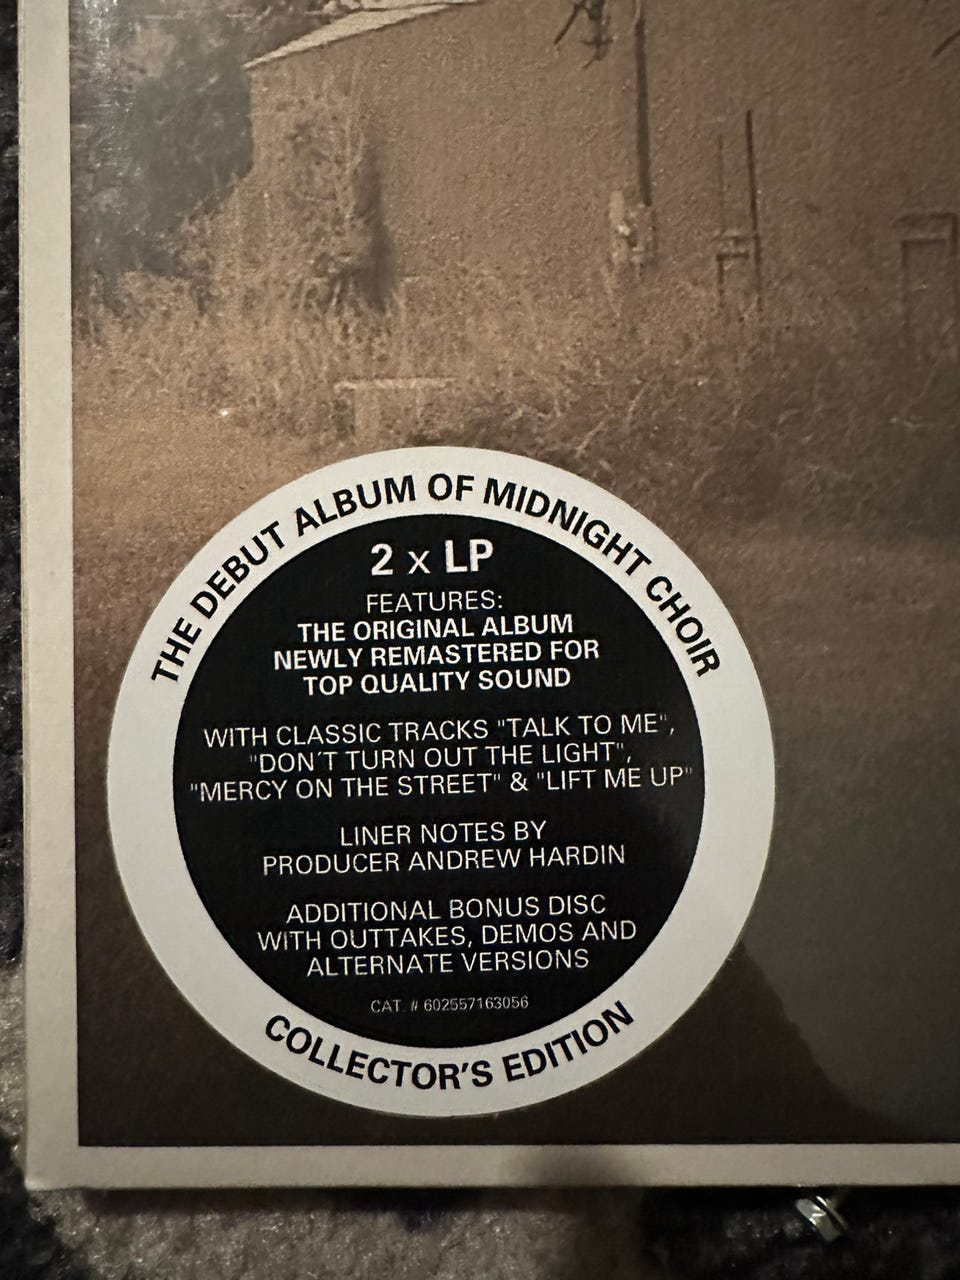 THE DEBUT ALBUM OF MIDNIGHT CHOIR
2 x LP
FEATURES:
THE ORIGINAL ALBUM
NEWLY REMASTERED FOR
TOP QUALITY SOUND
WITH CLASSIC TRACKS "TALK TO ME",
"DON´T TURN OUT THE LIGHT",
"MERCY ON THE STREET" & "LIFT ME UP"
LINER NOTES BY
PRODUCER ANDREW HARDIN
ADDITIONAL BONUS DISC
WITH OUTTAKES, DEMOS AND
ALTERNATE VERSIONS
CAT. # 602557163056
COLLECTOR'S EDITION